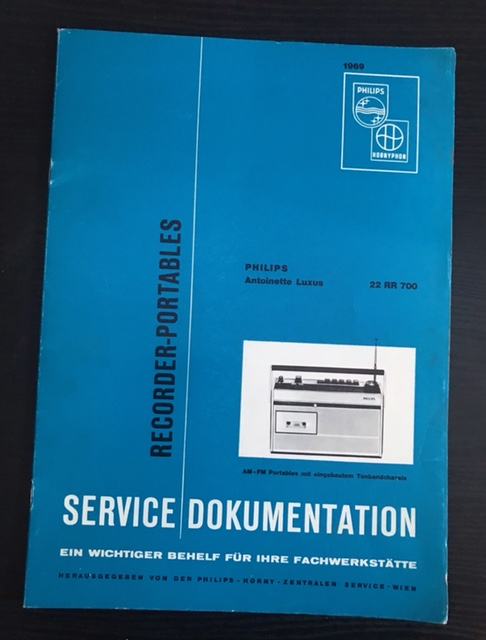 1969
PHILIPS
HORNYPHON
RECORDER-PORTABLES
PHILIPS
Antoinette Luxus 22 RR 700
PHILIPS
AM-FM Portables mit eingebautem Tonbandchassis
SERVICE DOKUMENTATION
EIN WICHTIGER BEHELF FÜR IHRE FACHWERKSTÄTTE
HERAUSGEGEBEN VON DER PHILIPS - HORNY - ZENTRALEN SERVICE - WIEN